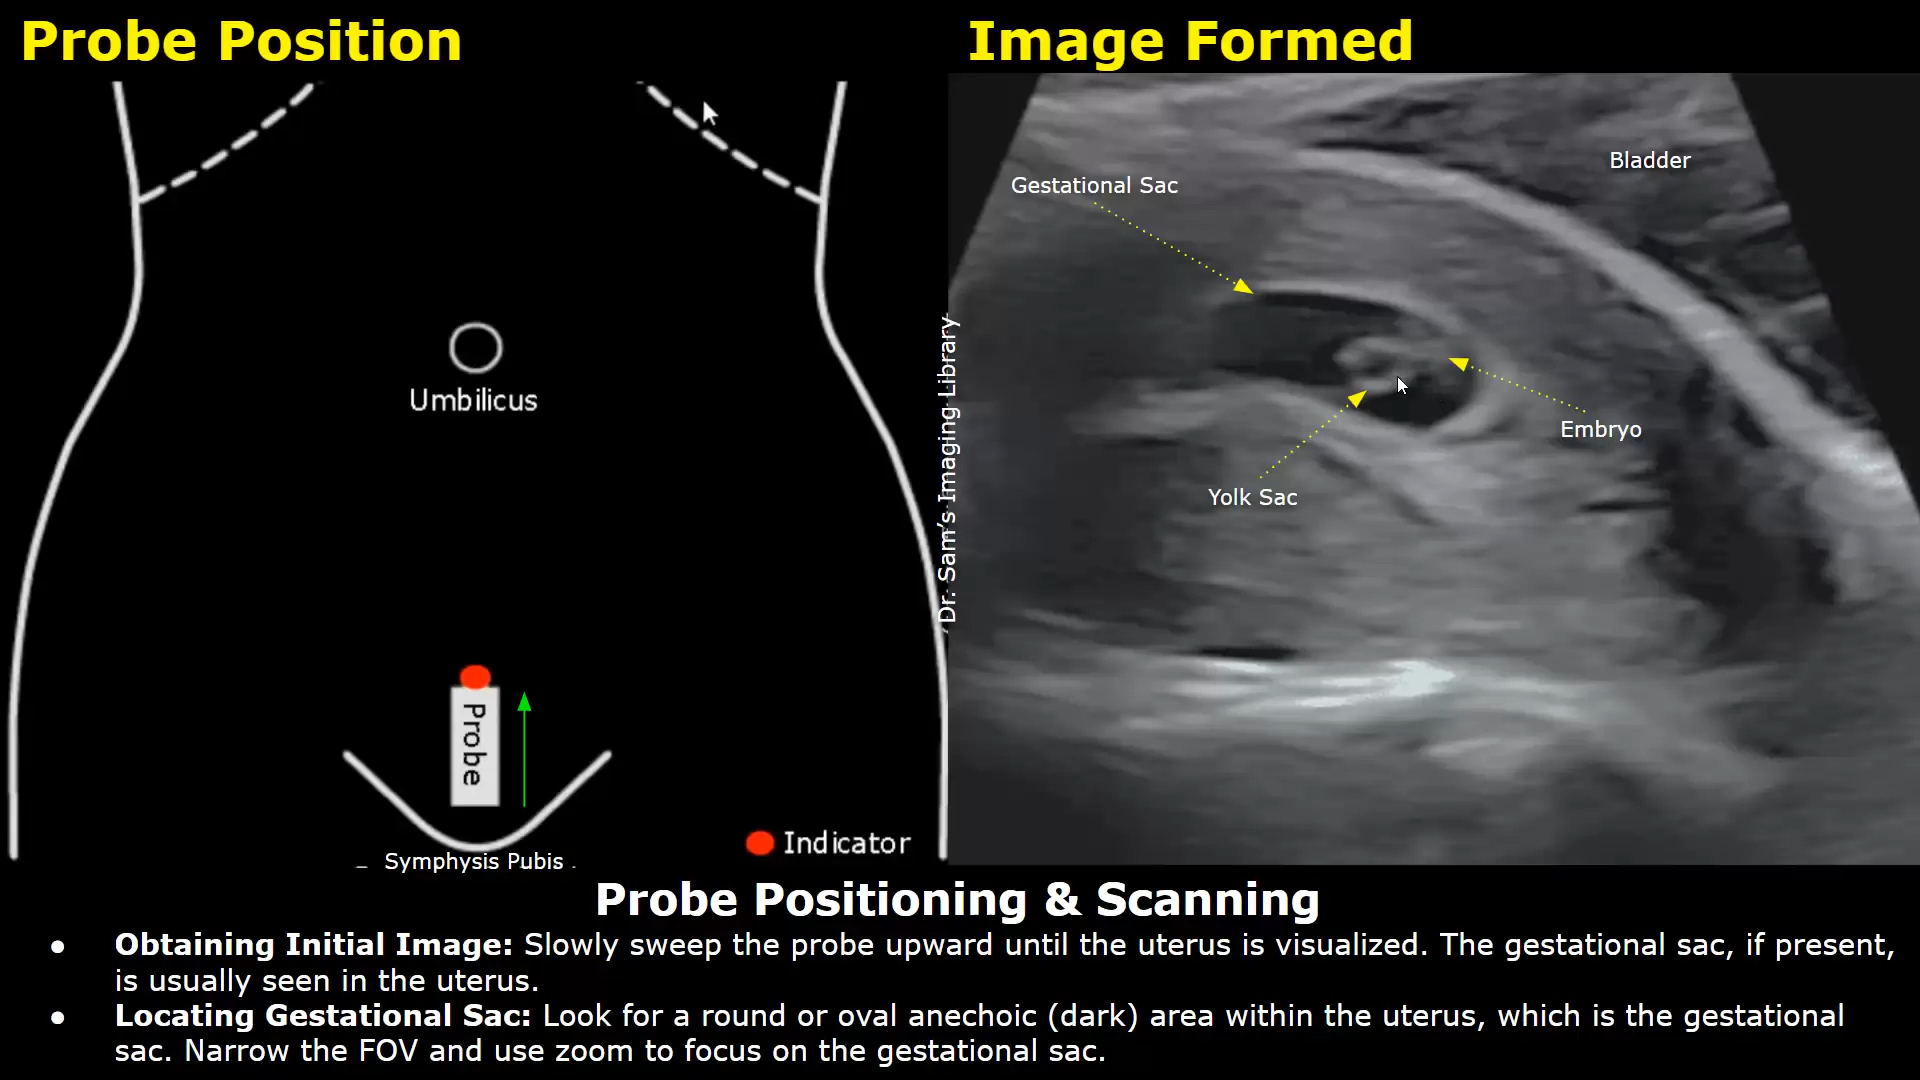 Probe Position
Image Formed
Bladder
Gestational Sac
Dr. Sam's Imaging Library
Umbilicus
Embryo
Yolk Sac
Probe
Indicator
Symphysis Pubis
Probe Positioning & Scanning
● Obtaining Initial Image: Slowly sweep the probe upward until the uterus is visualized. The gestational sac, if present,
is usually seen in the uterus.
● Locating Gestational Sac: Look for a round or oval anechoic (dark) area within the uterus, which is the gestational
sac. Narrow the FOV and use zoom to focus on the gestational sac.